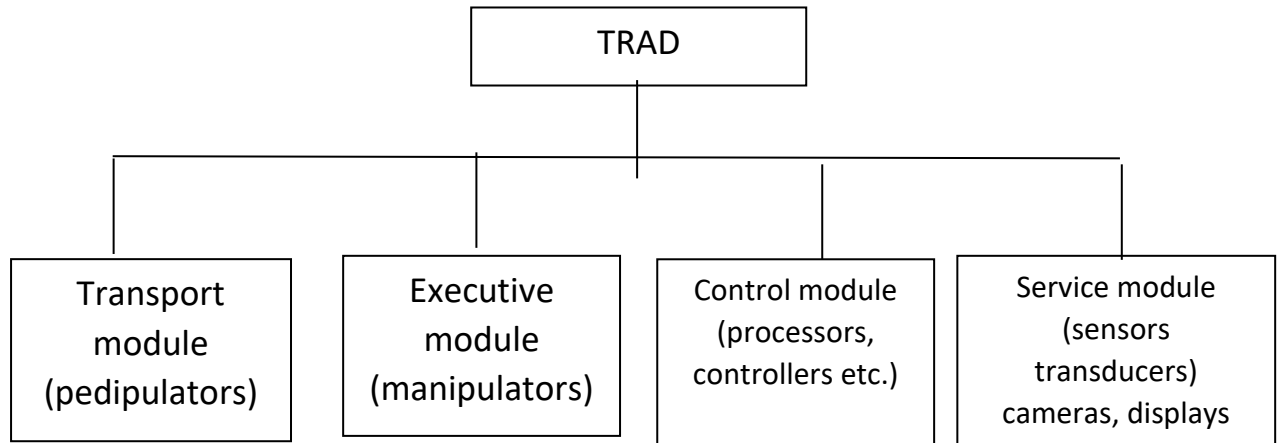 TRAD
Transport
module
(pedipulators)
Executive
module
(manipulators)
Control module
(processors,
controllers etc.)
Service module
(sensors
transducers)
cameras, displays